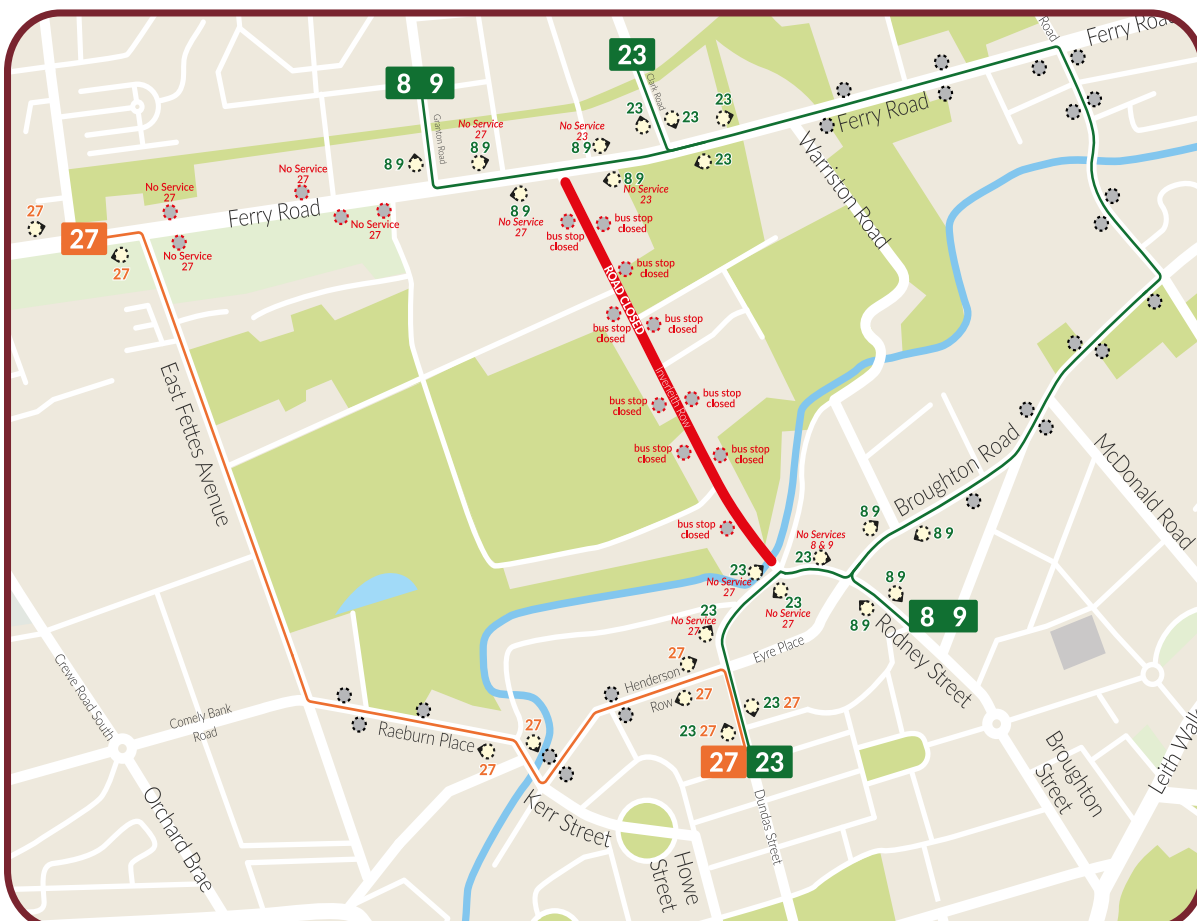 Ferry Road
Road
23
8 9
Clark Road
Granton Road
23
23
23
No Service
27
No Service
23
8 9
8 9
8 9
Ferry Road
23
No Service
27
8 9
No Service
23
No Service
27
8 9
No Service
27
Warriston Road
27
27
Ferry Road
No Service
27
No Service
27
27
bus stop
closed
bus stop
closed
bus stop
closed
ROAD CLOSED
bus stop
closed
bus stop
closed
East Fettes Avenue
Inverleith Row
bus stop
closed
bus stop
closed
bus stop
closed
bus stop
closed
Broughton Road
McDonald Road
bus stop
closed
8 9
8 9
No Services
8 & 9
23
23
No Service
27
23
No Service
27
23
No Service
27
8 9
8 9
8 9
Rodney Street
Eyre Place
Henderson
Row
27
27
Crewe Road South
Comely Bank
Road
Raeburn Place
27
27
23 27
23 27
27
23
Kerr Street
Dundas Street
Howe
Street
Broughton
Street
Leith Walk
Orchard Brae